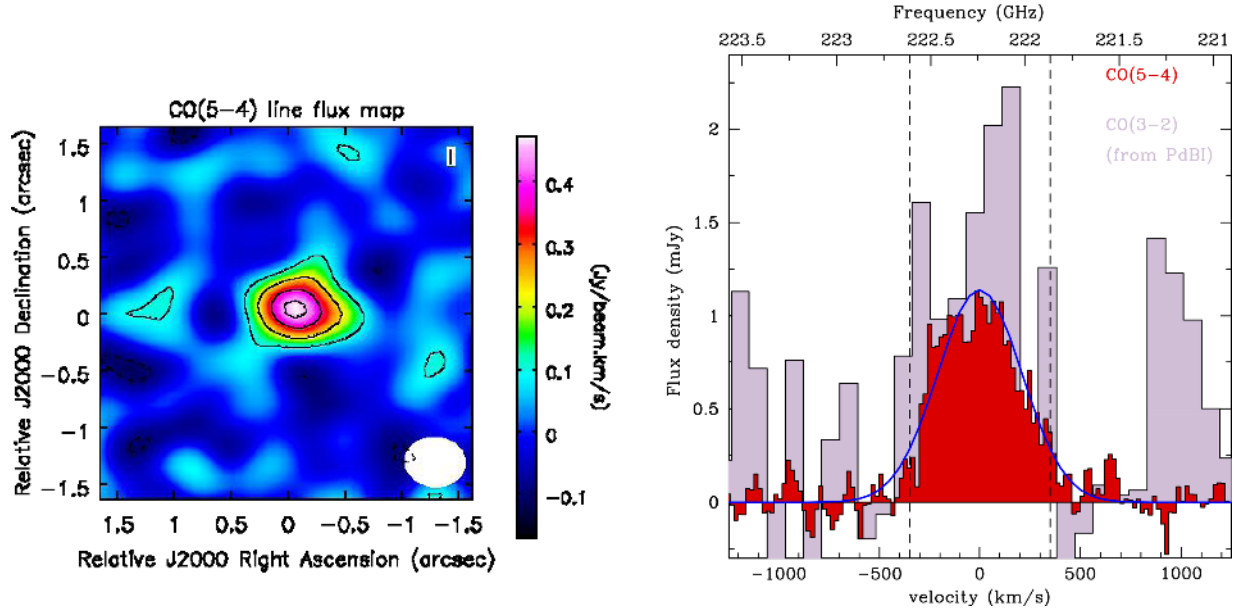 CO(5−4) line flux map
Relative J2000 Declination (arcsec)
1.5
1
0.5
0
−0.5
−1
−1.5
1.5 1 0.5 0 −0.5 −1 −1.5
Relative J2000 Right Ascension (arcsec)
I
0.4
0.3
0.2
0.1
0
−0.1
(Jy/beam.km/s)
Frequency (GHz)
223.5 223 222.5 222 221.5 221
CO(5−4)
CO(3−2)
(from PdBI)
Flux density (mJy)
2
1.5
1
0.5
0
−1000 −500 0 500 1000
velocity (km/s)